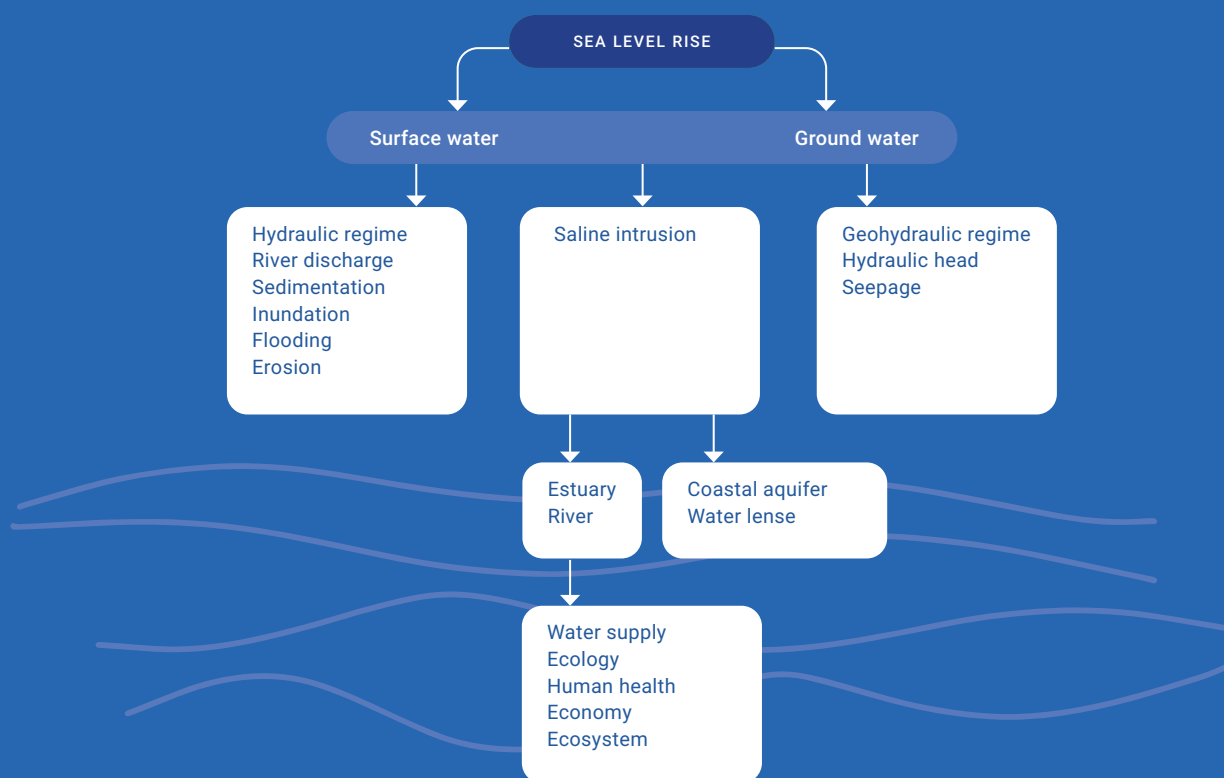 SEA LEVEL RISE
Surface water
Ground water
Hydraulic regime
River discharge
Sedimentation
Inundation
Flooding
Erosion
Saline intrusion
Geohydraulic regime
Hydraulic head
Seepage
Estuary
River
Coastal aquifer
Water lense
Water supply
Ecology
Human health
Economy
Ecosystem